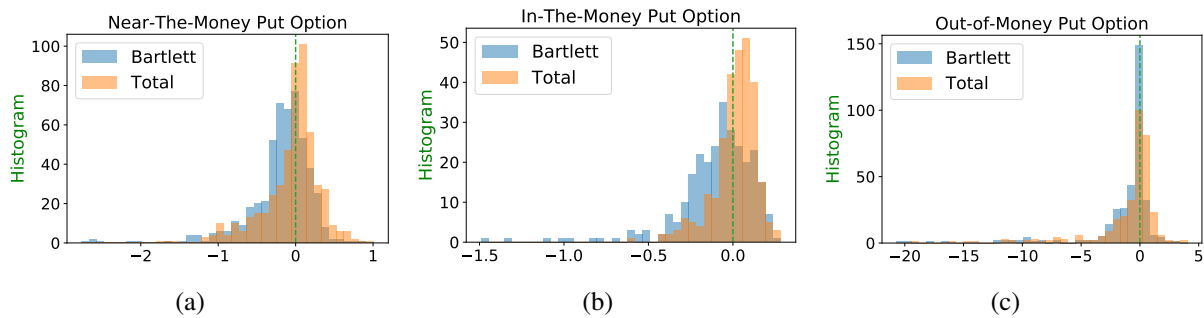 Near-The-Money Put Option
Histogram
100
80
60
40
20
0
Bartlett
Total
−2
−1
0
1
(a)
In-The-Money Put Option
Histogram
50
40
30
20
10
0
Bartlett
Total
−1.5
−1.0
−0.5
0.0
(b)
Out-of-Money Put Option
Histogram
150
100
50
0
Bartlett
Total
−20
−15
−10
−5
0
5
(c)